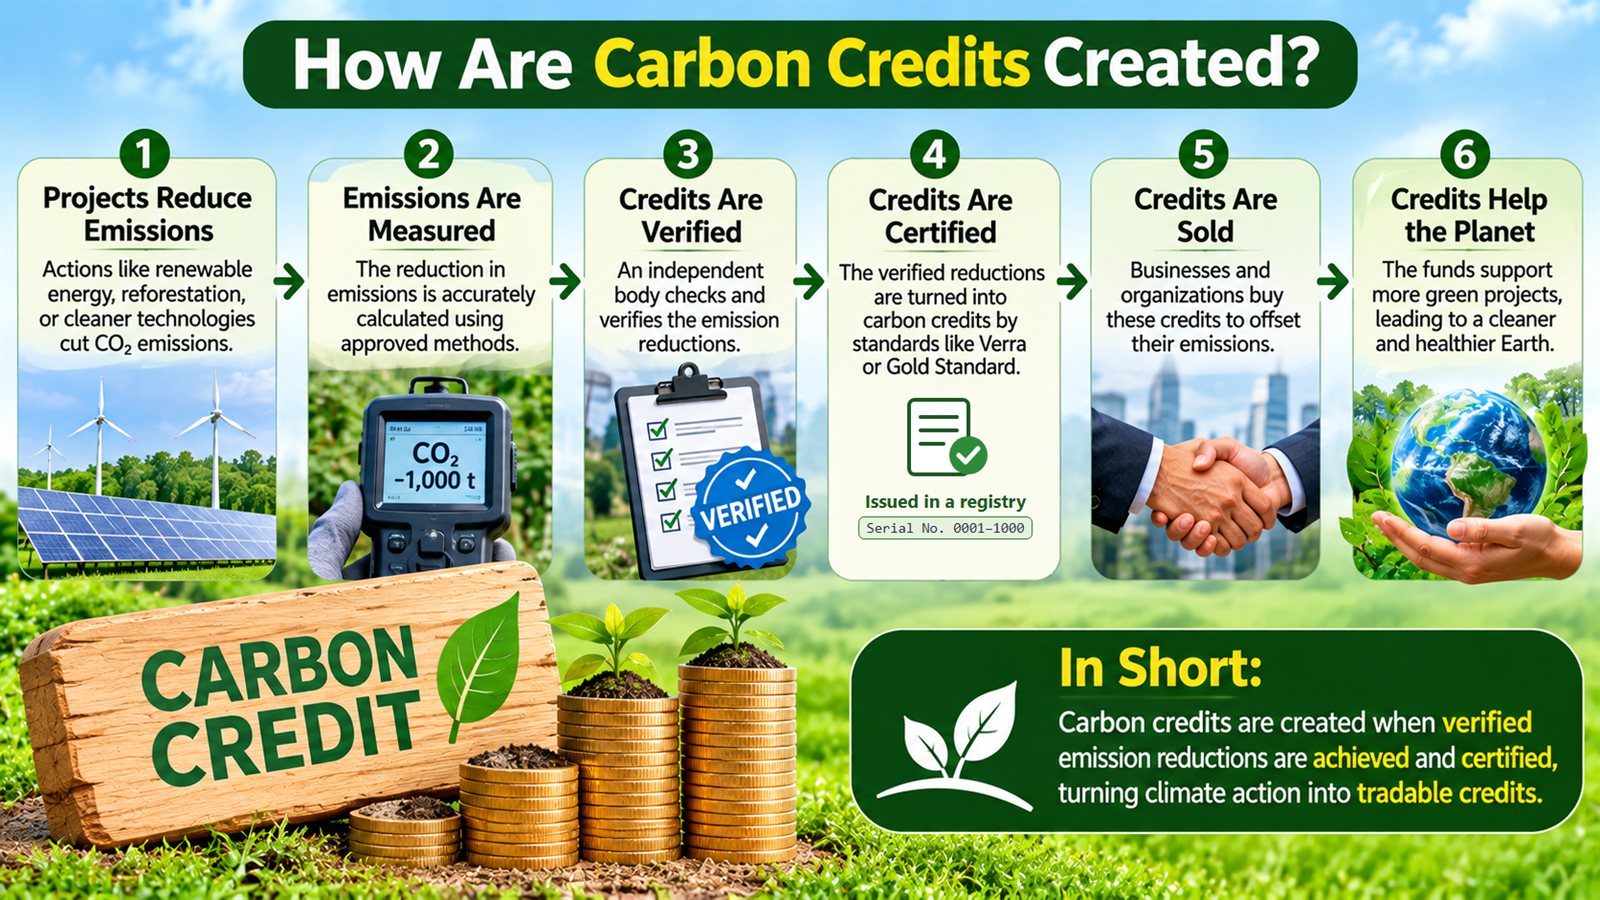 How Are Carbon Credits Created?
1
Projects Reduce
Emissions
Actions like renewable
energy, reforestation,
or cleaner technologies
cut CO₂ emissions.
2
Emissions Are
Measured
The reduction in
emissions is accurately
calculated using
approved methods.
CO₂
-1,000 t
3
Credits Are
Verified
An independent
body checks and
verifies the emission
reductions.
VERIFIED
4
Credits Are
Certified
The verified reductions
are turned into
carbon credits by
standards like Verra
or Gold Standard.
Issued in a registry
Serial No. 0001–1000
5
Credits Are
Sold
Businesses and
organizations buy
these credits to offset
their emissions.
6
Credits Help
the Planet
The funds support
more green projects,
leading to a cleaner
and healthier Earth.
CARBON
CREDIT
In Short:
Carbon credits are created when verified
emission reductions are achieved and certified,
turning climate action into tradable credits.